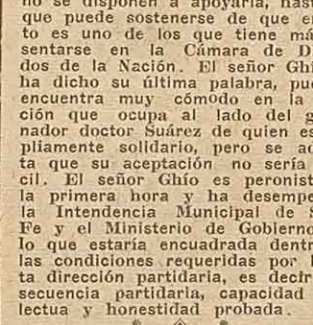 no se disponen a apoyarla, hast
que puede sostenerse de que e
to es uno de los que tiene má
sentarse en la Cámara de D
dos de la Nación. El señor Ghí
ha dicho su última palabra, pu
encuentra muy cómodo en la
ción que ocupa al lado del g
nador doctor Suárez de quien es
pliamente solidario, pero se ad
ta que su aceptación no sería
cil. El señor Ghío es peronist
la primera hora y ha desempe
la Intendencia Municipal de S
Fe y el Ministerio de Gobierno
lo que estaría encuadrada dentr
las condiciones requeridas por l
ta dirección partidaria, es decir
secuencia partidaria, capacidad
lectua y honestidad probada.